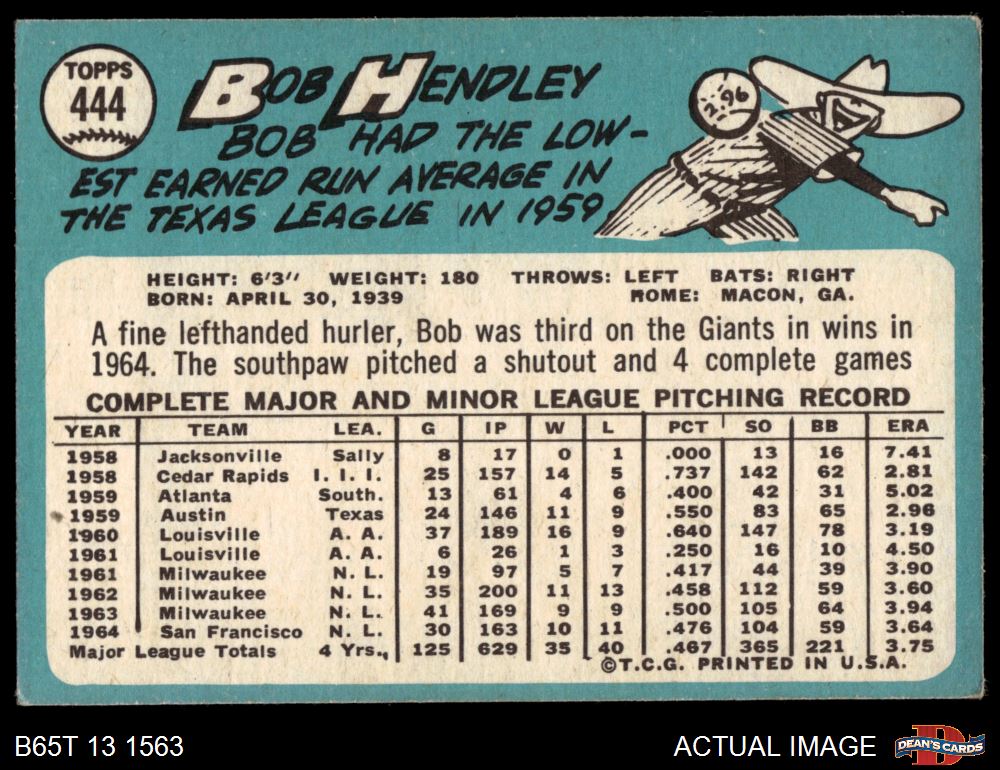 TOPPS
444
BOB HENDLEY
BOB HAD THE LOW-
EST EARNED RUN AVERAGE IN
THE TEXAS LEAGUE IN 1959
2.96
HEIGHT: 6'3" WEIGHT: 180 THROWS: LEFT BATS: RIGHT
BORN: APRIL 30, 1939 HOME: MACON, GA.
A fine lefthanded hurler, Bob was third on the Giants in wins in
1964. The southpaw pitched a shutout and 4 complete games
COMPLETE MAJOR AND MINOR LEAGUE PITCHING RECORD
YEAR TEAM LEA. G IP W L PCT SO BB ERA
1958 Jacksonville Sally 8 17 0 1 .000 13 16 7.41
1958 Cedar Rapids I. I. I. 25 157 14 5 .737 142 62 2.81
1959 Atlanta South. 13 61 4 6 .400 42 31 5.02
1959 Austin Texas 24 146 11 9 .550 83 65 2.96
1960 Louisville A. A. 37 189 16 9 .640 147 78 3.19
1961 Louisville A. A. 6 26 1 3 .250 16 10 4.50
1961 Milwaukee N. L. 19 97 5 7 .417 44 39 3.90
1962 Milwaukee N. L. 35 200 11 13 .458 112 59 3.60
1963 Milwaukee N. L. 41 169 9 9 .500 105 64 3.94
1964 San Francisco N. L. 30 163 10 11 .476 104 59 3.64
Major League Totals 4 Yrs. 125 629 35 40 .467 365 221 3.75
©T.C.G. PRINTED IN U.S.A.
B65T 13 1563
ACTUAL IMAGE
DEAN'S CARDS